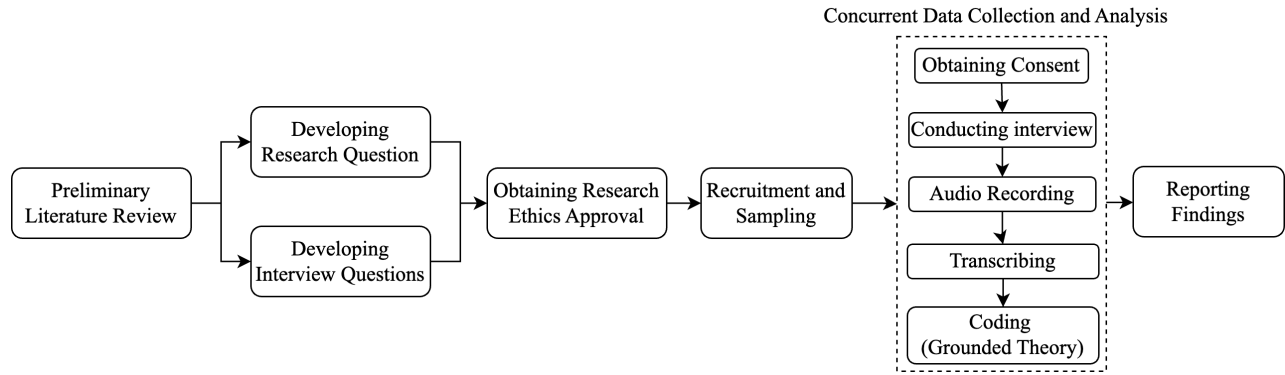 Concurrent Data Collection and Analysis
Preliminary
Literature Review
Developing
Research Question
Developing
Interview Questions
Obtaining Research
Ethics Approval
Recruitment and
Sampling
Obtaining Consent
Conducting interview
Audio Recording
Transcribing
Coding
(Grounded Theory)
Reporting
Findings